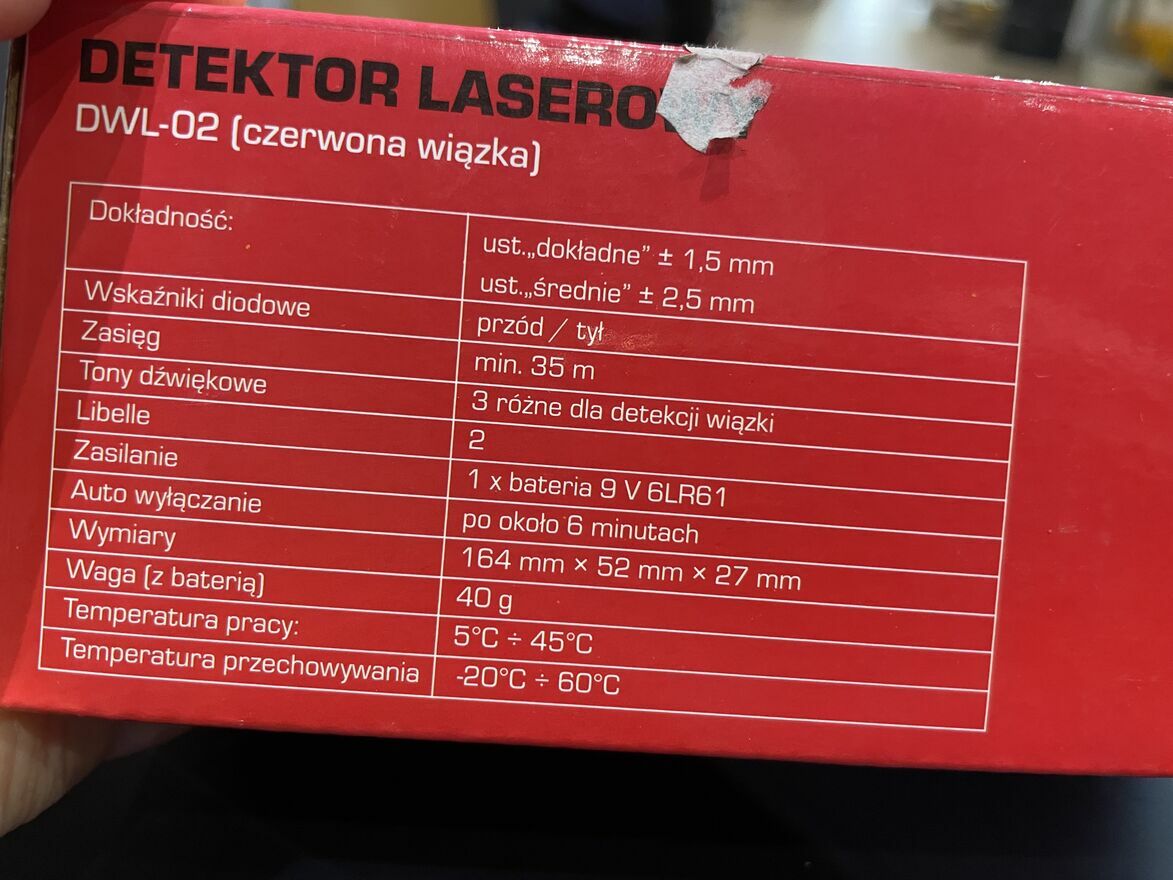 DETEKTOR LASEROWY
DWL-02 (czerwona wiązka)
Dokładność: ust.„dokładne” ± 1,5 mm
ust.„średnie” ± 2,5 mm
Wskaźniki diodowe przód / tył
Zasięg min. 35 m
Tony dźwiękowe 3 różne dla detekcji wiązki
Libelle 2
Zasilanie 1 x bateria 9 V 6LR61
Auto wyłączanie po około 6 minutach
Wymiary 164 mm × 52 mm × 27 mm
Waga (z baterią) 40 g
Temperatura pracy: 5°C ÷ 45°C
Temperatura przechowywania -20°C ÷ 60°C